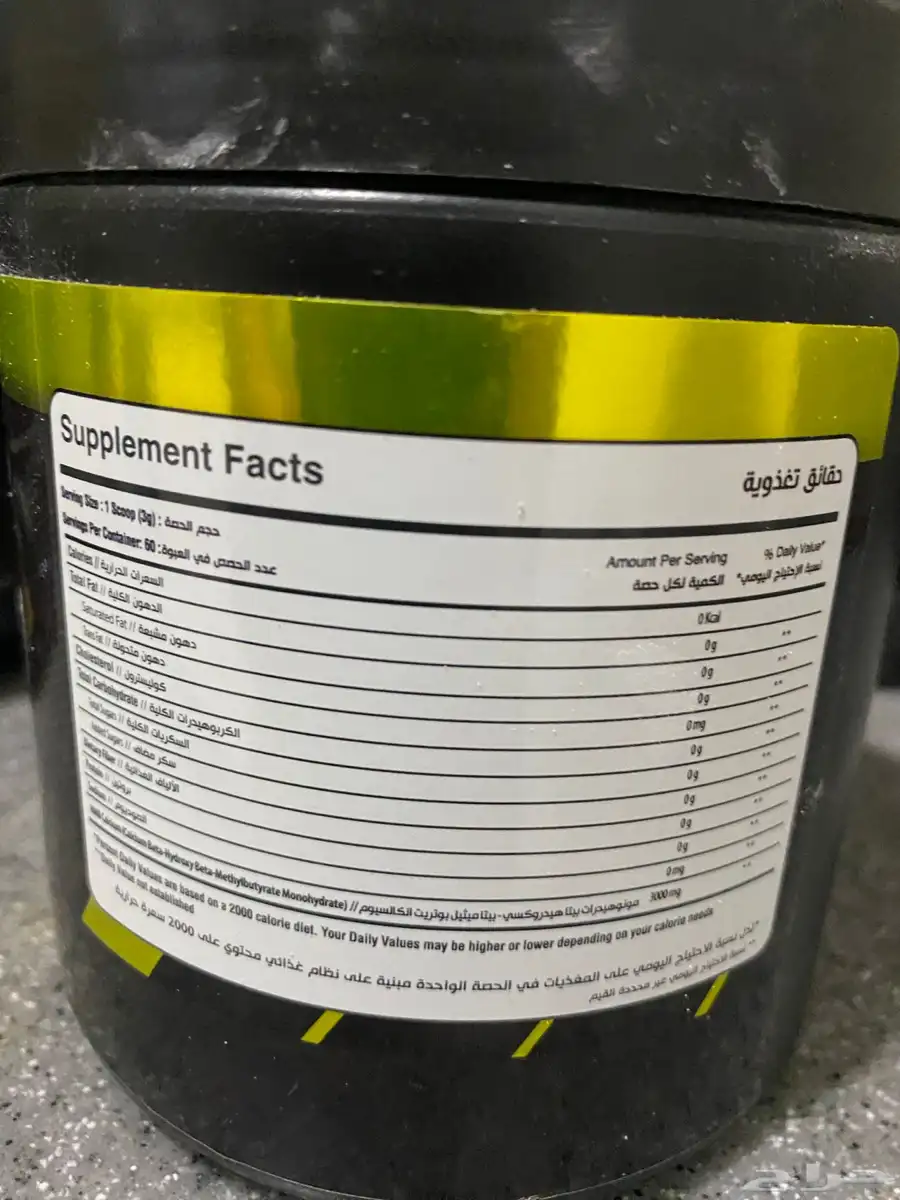 Supplement Facts حقائق تغذوية
Serving Size : 1 Scoop (3g) : حجم الحصة
Servings Per Container: 60 : عدد الحصص في العبوة
Amount Per Serving % Daily Value*
الكمية لكل حصة نسبة الإحتياج اليومي*
Calories // السعرات الحرارية 0 Kcal
Total Fat // الدهون الكلية 0g **
Saturated Fat // دهون مشبعة 0g **
Trans Fat // دهون متحولة 0g **
Cholesterol // كوليسترون 0mg **
Total Carbohydrate // الكربوهيدرات الكلية 0g **
Total Sugars // السكريات الكلية 0g **
Added Sugars // سكر مضاف 0g **
Dietary Fiber // الألياف الغذائية 0g **
Protein // بروتين 0g **
Sodium // الصوديوم 0mg **
Calcium (Calcium Beta-Hydroxy Beta-Methylbutyrate Monohydrate) // مونوهيدرات بيتا هيدروكسي-بيتا ميثيل بوتريت الكالسيوم 3000 mg
*Percent Daily Values are based on a 2000 calorie diet. Your Daily Values may be higher or lower depending on your calorie needs
**Daily Value not established
نسبة الاحتياج اليومي على المغذيات في الحصة الواحدة مبنية على نظام غذائي محتوي على 2000 سعرة حرارية
** نسبة الاحتياج اليومي غير محددة القيم
حراج